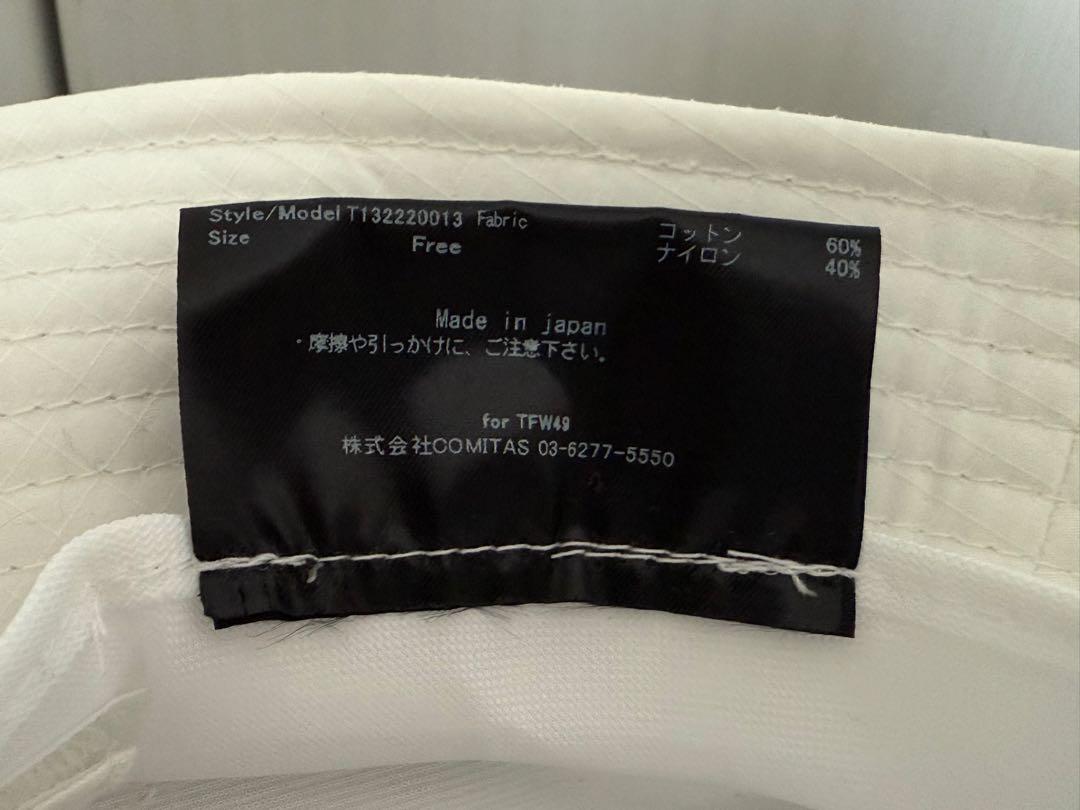 Style/Model T132220013 Fabric コットン 60%
Size Free ナイロン 40%
Made in japan
・摩擦や引っかけに、ご注意下さい。
for TFW49
株式会社COMITAS 03-6277-5550